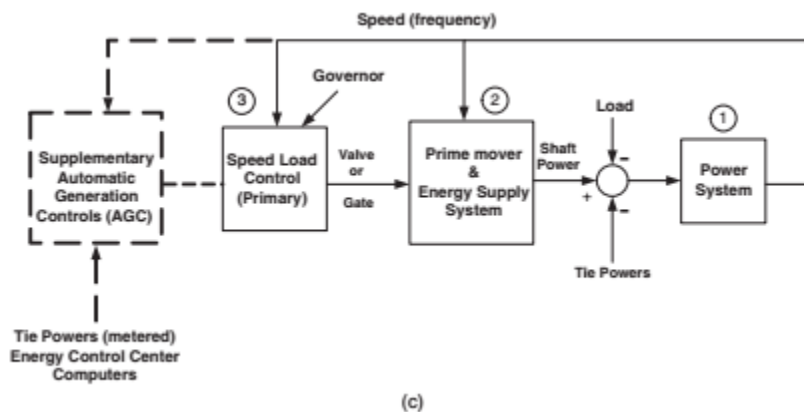 Speed (frequency)
Governor
3
2
1
Load
Supplementary
Automatic
Generation
Controls (AGC)
Speed Load
Control
(Primary)
Valve
or
Gate
Prime mover
&
Energy Supply
System
Shaft
Power
-
+
-
Power
System
Tie Powers
Tie Powers (metered)
Energy Control Center
Computers
(c)